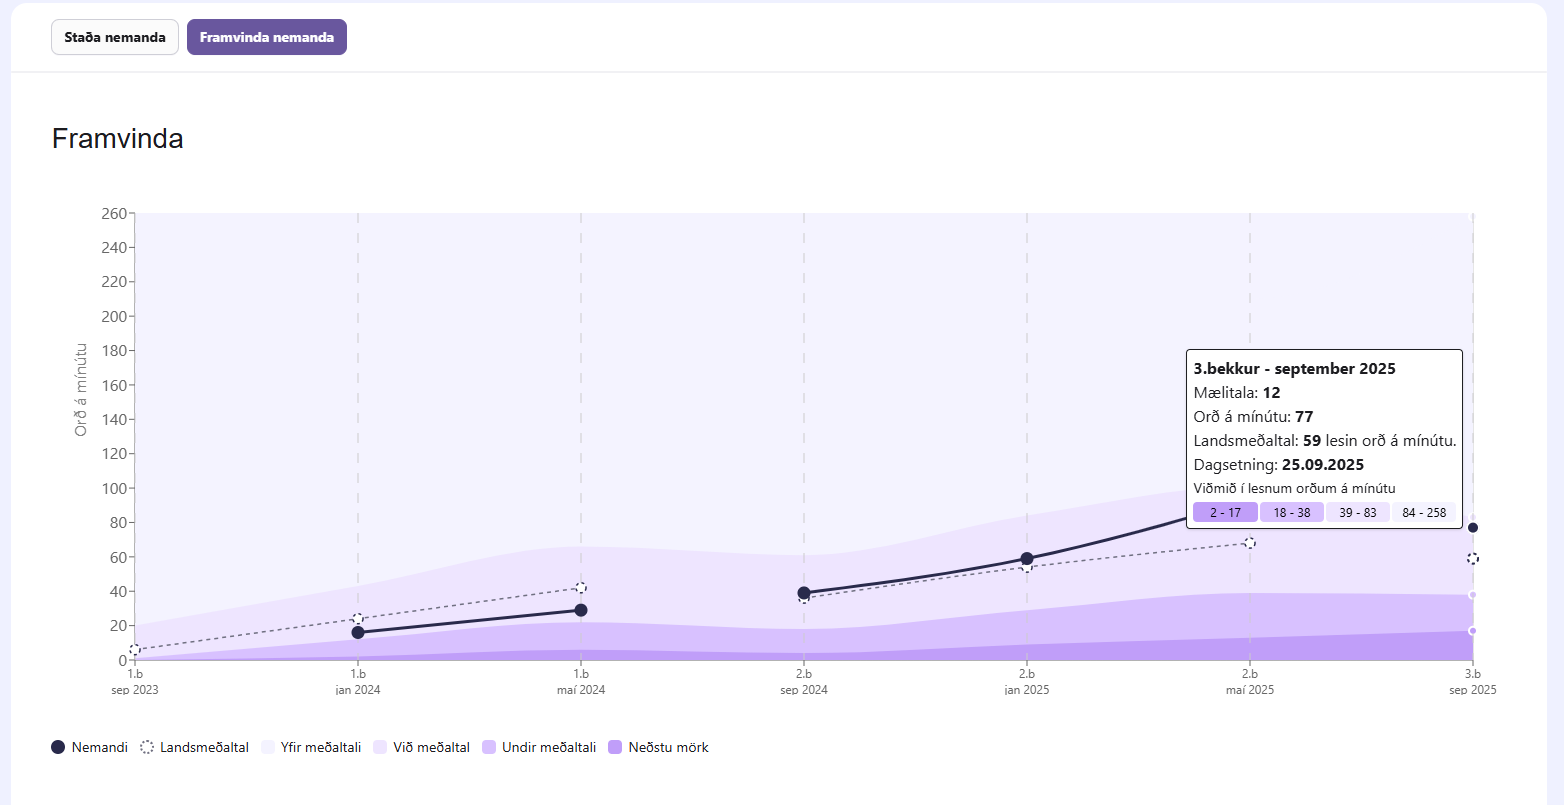 Staða nemanda Framvinda nemanda
Framvinda
Orð á mínútu
260
240
220
200
180
160
140
120
100
80
60
40
20
0
3.bekkur - september 2025
Mælitala: 12
Orð á mínútu: 77
Landsmeðaltal: 59 lesin orð á mínútu.
Dagsetning: 25.09.2025
Viðmið í lesnum orðum á mínútu
2 - 17 18 - 38 39 - 83 84 - 258
1.b 1.b 1.b 2.b 2.b 2.b 3.b
sep 2023 jan 2024 maí 2024 sep 2024 jan 2025 maí 2025 sep 2025
Nemandi Landsmeðaltal Yfir meðaltali Við meðaltal Undir meðaltali Neðstu mörk